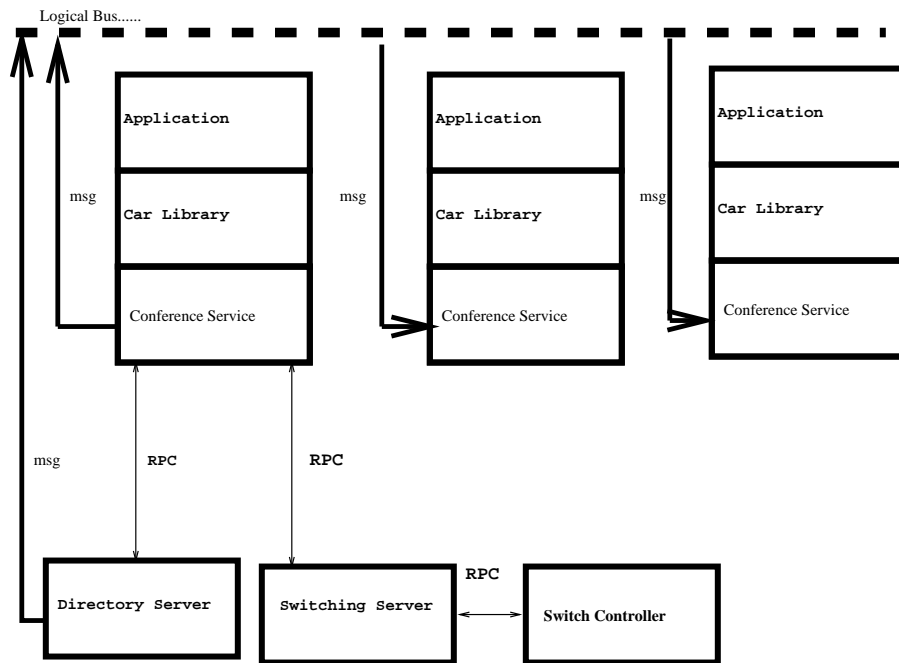 Logical Bus......
Application
Application
Application
msg
msg
msg
Car Library
Car Library
Car Library
Conference Service
Conference Service
Conference Service
msg
RPC
RPC
RPC
Directory Server
Switching Server
Switch Controller